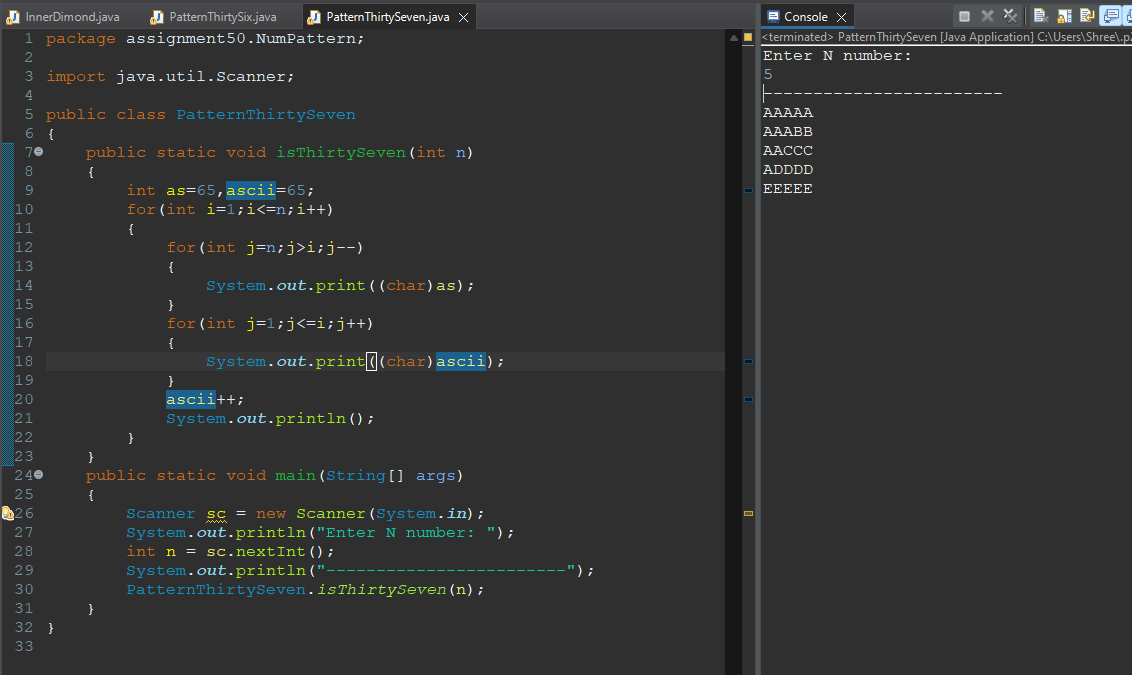 InnerDimond.java PatternThirtySix.java PatternThirtySeven.java
1 package assignment50.NumPattern;
2
3 import java.util.Scanner;
4
5 public class PatternThirtySeven
6 {
7 public static void isThirtySeven(int n)
8 {
9 int as=65,ascii=65;
10 for(int i=1;i<=n;i++)
11 {
12 for(int j=n;j>i;j--)
13 {
14 System.out.print((char)as);
15 }
16 for(int j=1;j<=i;j++)
17 {
18 System.out.print((char)ascii);
19 }
20 ascii++;
21 System.out.println();
22 }
23 }
24 public static void main(String[] args)
25 {
26 Scanner sc = new Scanner(System.in);
27 System.out.println("Enter N number: ");
28 int n = sc.nextInt();
29 System.out.println("------------------------");
30 PatternThirtySeven.isThirtySeven(n);
31 }
32 }
33
Console
<terminated> PatternThirtySeven [Java Application] C:\Users\Shree\.p
Enter N number:
5
------------------------
AAAAA
AAABB
AACCC
ADDDD
EEEEE